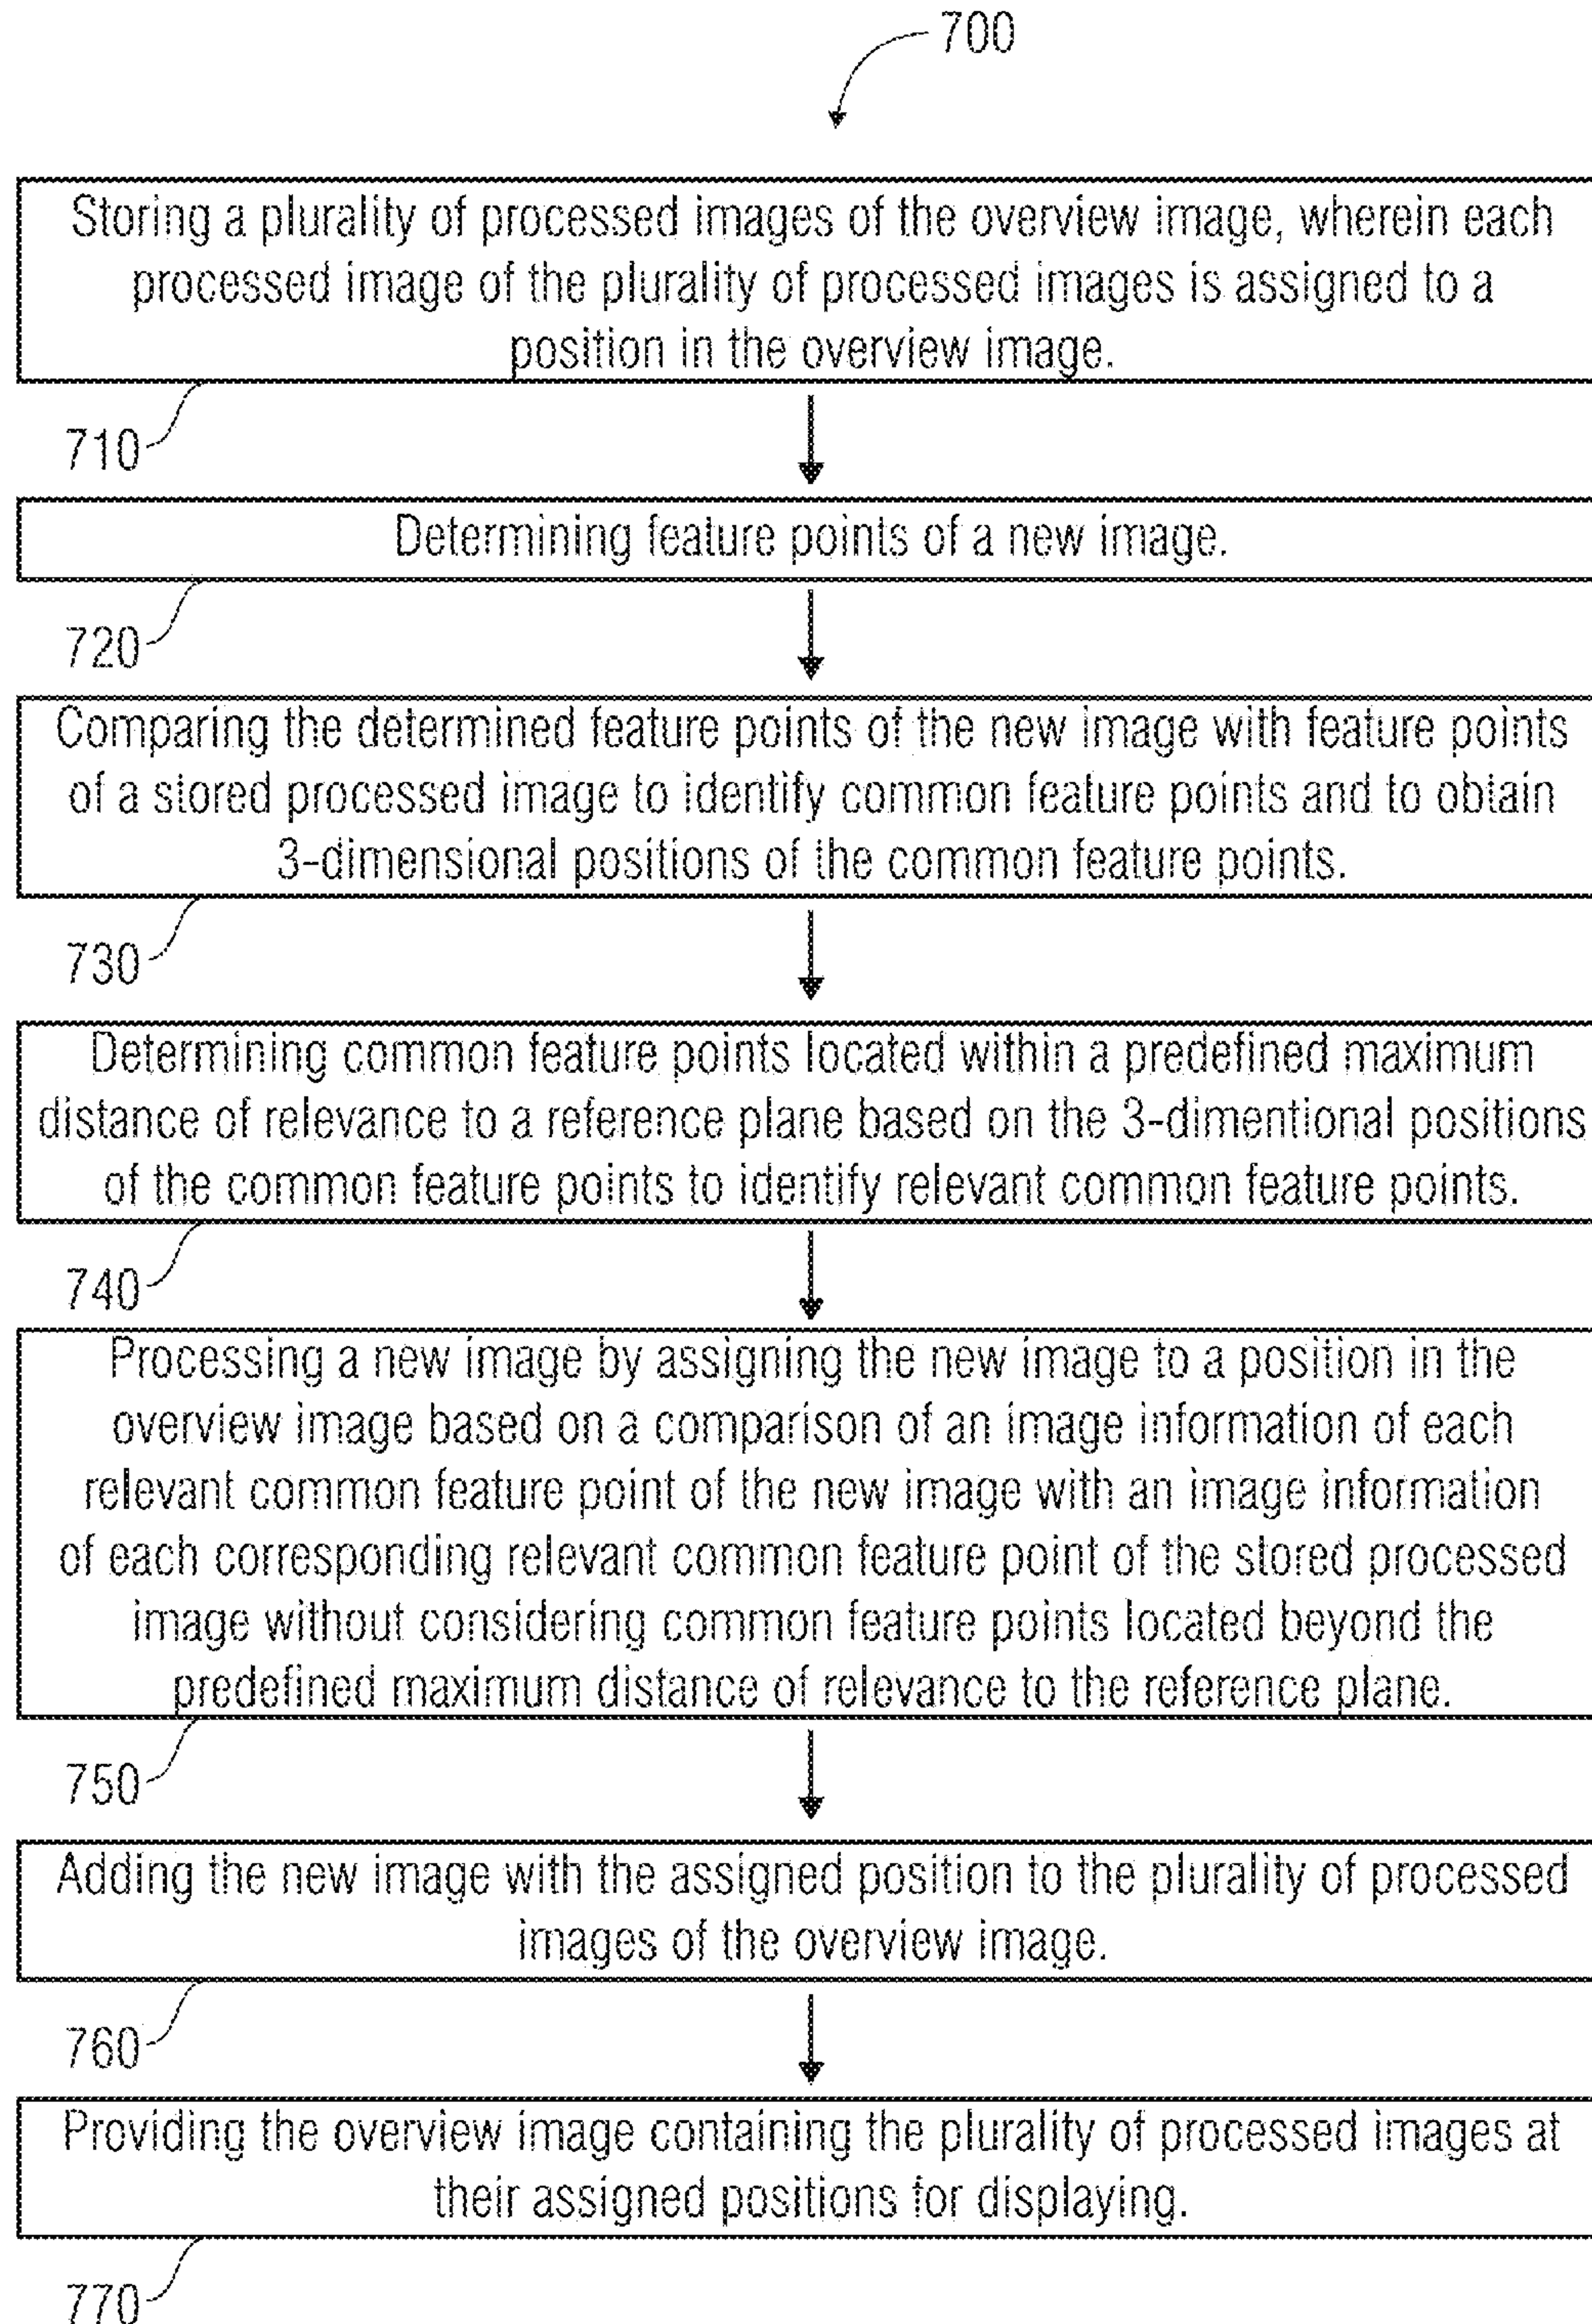 700
Storing a plurality of processed images of the overview image, wherein each
processed image of the plurality of processed images is assigned to a
position in the overview image.
710
Determining feature points of a new image.
720
Comparing the determined feature points of the new image with feature points
of a stored processed image to identify common feature points and to obtain
3-dimensional positions of the common feature points.
730
Determining common feature points located within a predefined maximum
distance of relevance to a reference plane based on the 3-dimentional positions
of the common feature points to identify relevant common feature points.
740
Processing a new image by assigning the new image to a position in the
overview image based on a comparison of an image information of each
relevant common feature point of the new image with an image information
of each corresponding relevant common feature point of the stored processed
image without considering common feature points located beyond the
predefined maximum distance of relevance to the reference plane.
750
Adding the new image with the assigned position to the plurality of processed
images of the overview image.
760
Providing the overview image containing the plurality of processed images at
their assigned positions for displaying.
770